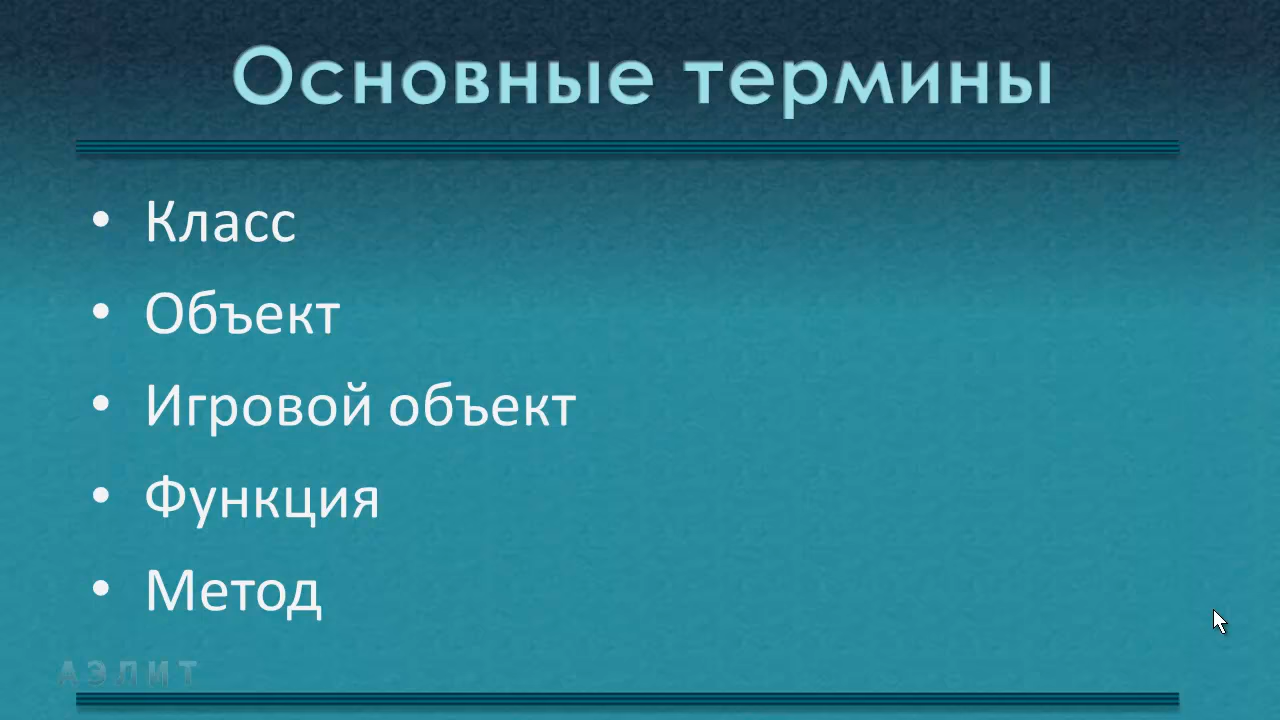 Основные термины
• Класс
• Объект
• Игровой объект
• Функция
• Метод
АЭЛИТ